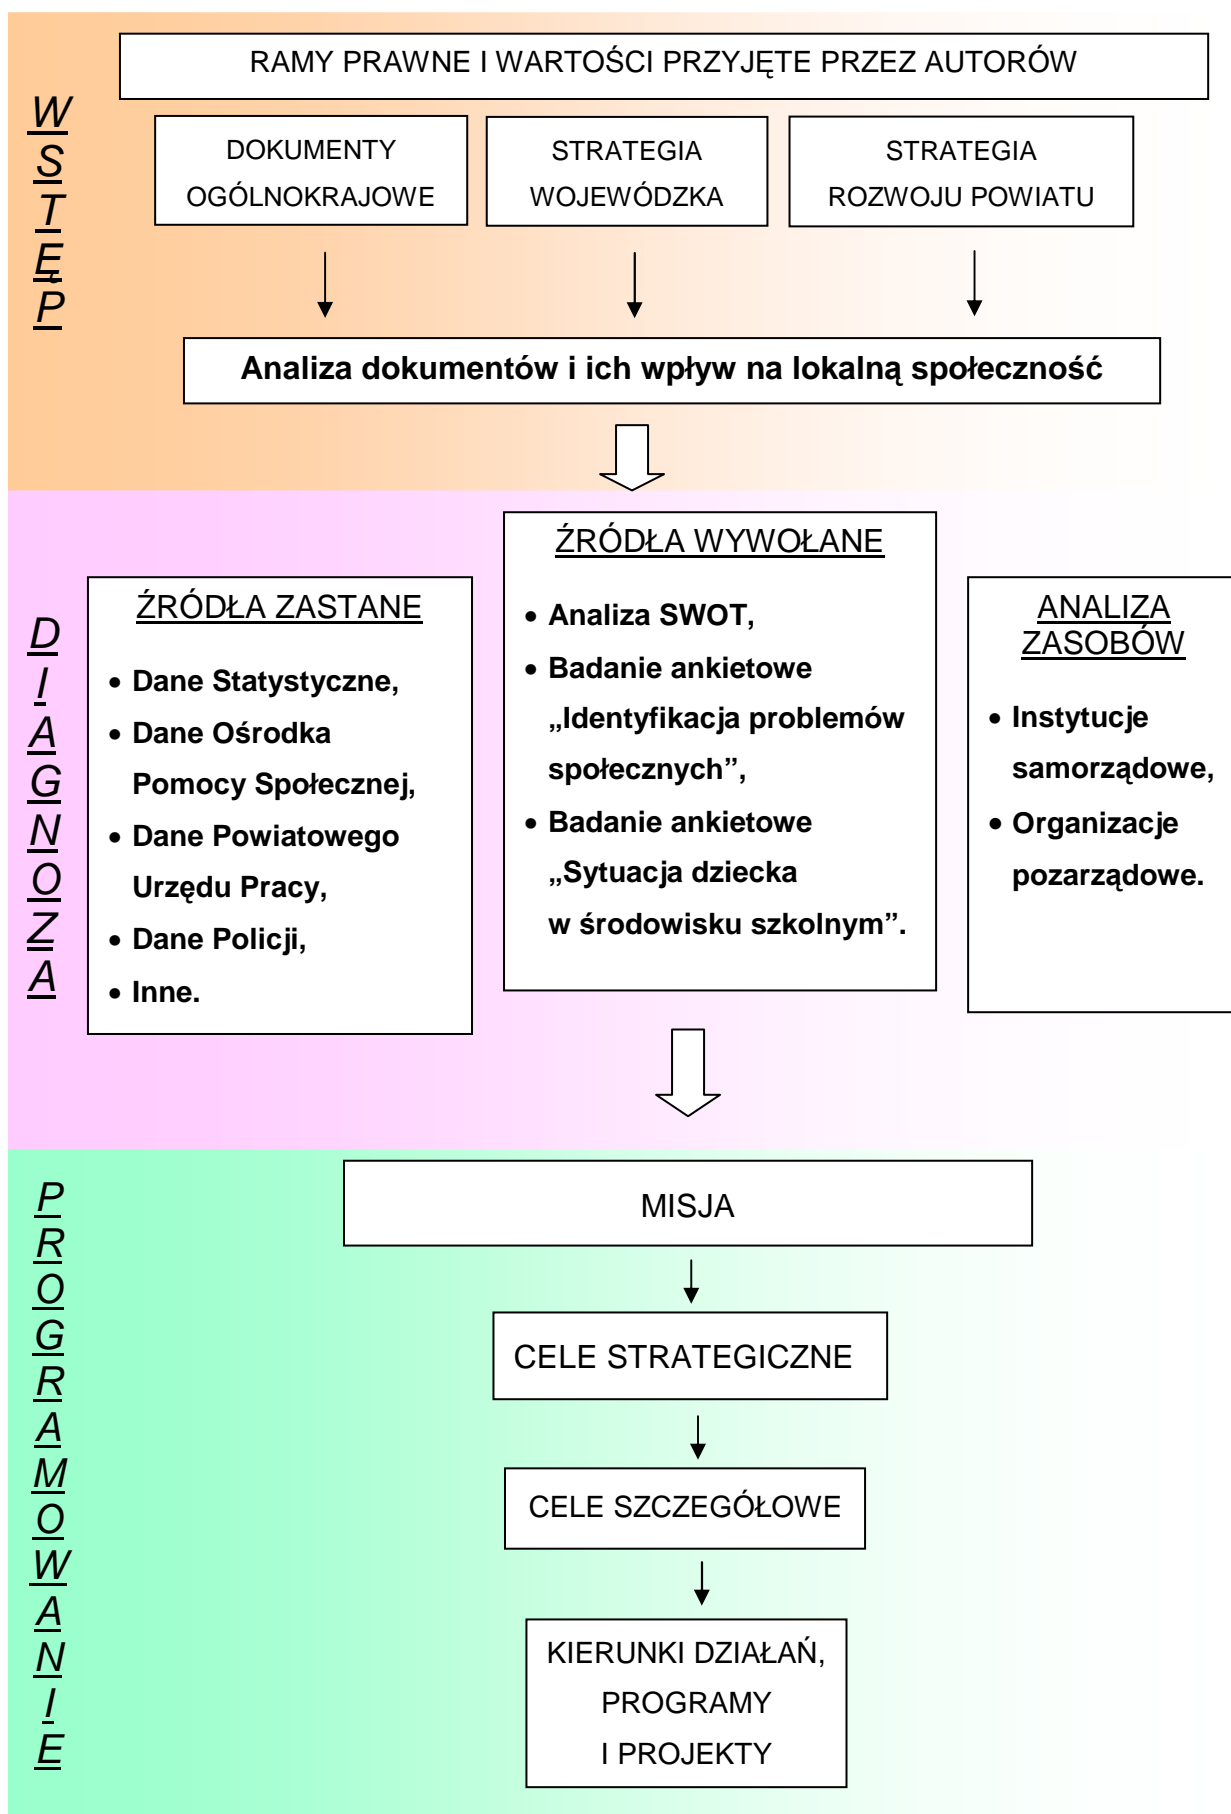 WSTĘP
RAMY PRAWNE I WARTOŚCI PRZYJĘTE PRZEZ AUTORÓW
DOKUMENTY
OGÓLNOKRAJOWE
STRATEGIA
WOJEWÓDZKA
STRATEGIA
ROZWOJU POWIATU
Analiza dokumentów i ich wpływ na lokalną społeczność
DIAGNOZA
ŹRÓDŁA ZASTANE
• Dane Statystyczne,
• Dane Ośrodka
Pomocy Społecznej,
• Dane Powiatowego
Urzędu Pracy,
• Dane Policji,
• Inne.
ŹRÓDŁA WYWOŁANE
• Analiza SWOT,
• Badanie ankietowe
„Identyfikacja problemów
społecznych”,
• Badanie ankietowe
„Sytuacja dziecka
w środowisku szkolnym”.
ANALIZA
ZASOBÓW
• Instytucje
samorządowe,
• Organizacje
pozarządowe.
PROGRAMOWANIE
MISJA
CELE STRATEGICZNE
CELE SZCZEGÓŁOWE
KIERUNKI DZIAŁAŃ,
PROGRAMY
I PROJEKTY